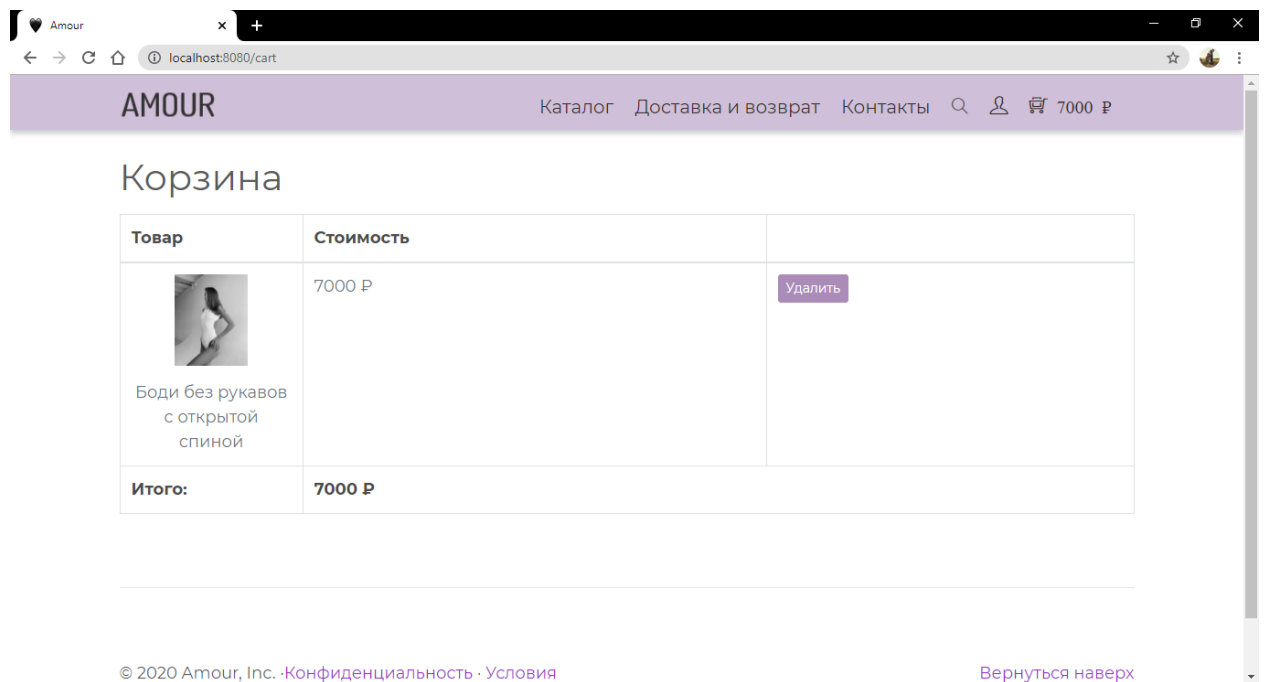 Amour
localhost:8080/cart
AMOUR Каталог Доставка и возврат Контакты 7000 ₽
Корзина
Товар Стоимость
7000 ₽ Удалить
Боди без рукавов
с открытой
спиной
Итого: 7000 ₽
© 2020 Amour, Inc. ·Конфиденциальность · Условия Вернуться наверх